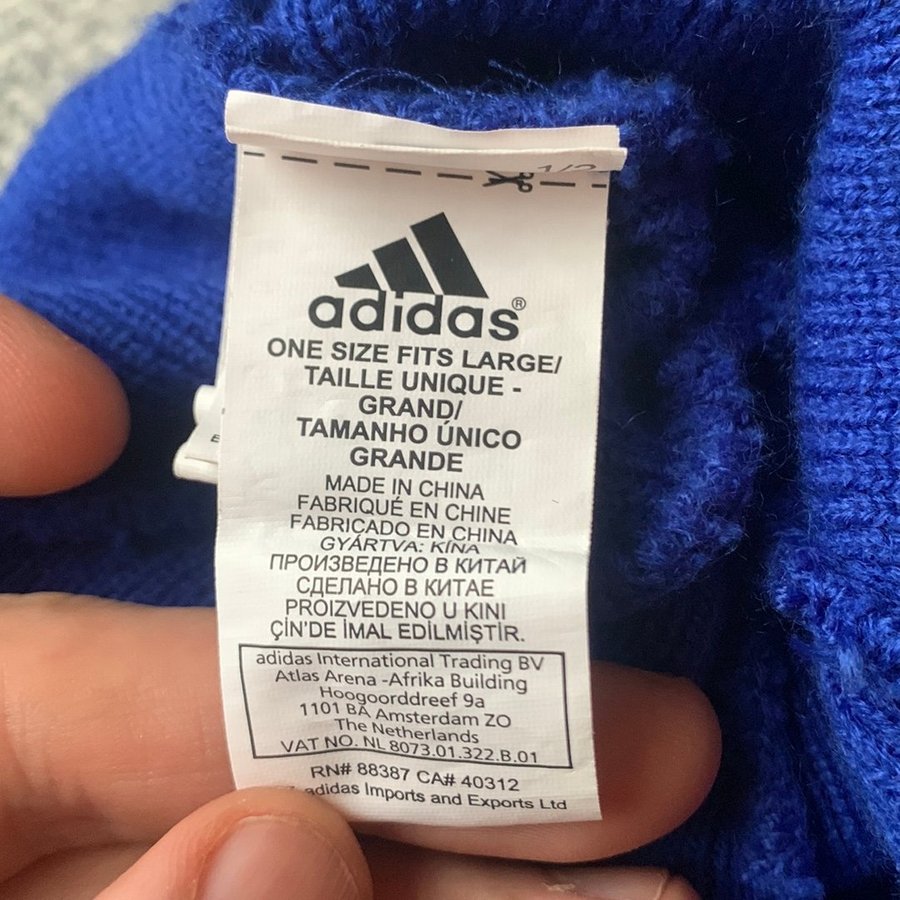 1/2
adidas®
ONE SIZE FITS LARGE/
TAILLE UNIQUE -
GRAND/
TAMANHO ÚNICO
GRANDE
MADE IN CHINA
FABRIQUÉ EN CHINE
FABRICADO EN CHINA
GYÁRTVA: KÍNA
ПРОИЗВЕДЕНО В КИТАЙ
СДЕЛАНО В КИТАЕ
PROIZVEDENO U KINI
ÇİN'DE İMAL EDİLMİŞTİR.
adidas International Trading BV
Atlas Arena -Afrika Building
Hoogoorddreef 9a
1101 BA Amsterdam ZO
The Netherlands
VAT NO. NL 8073.01.322.B.01
RN# 88387 CA# 40312
adidas Imports and Exports Ltd